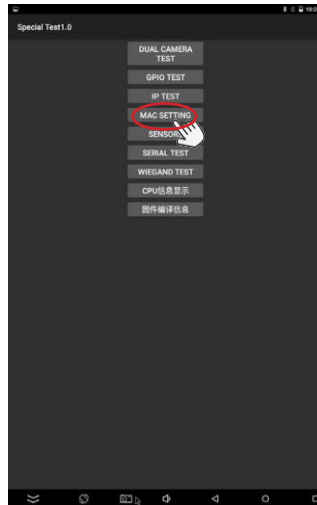 Special Test1.0
DUAL CAMERA
TEST
GPIO TEST
IP TEST
MAC SETTING
SENSORS
SERIAL TEST
WIEGAND TEST
CPU信息显示
固件编译信息